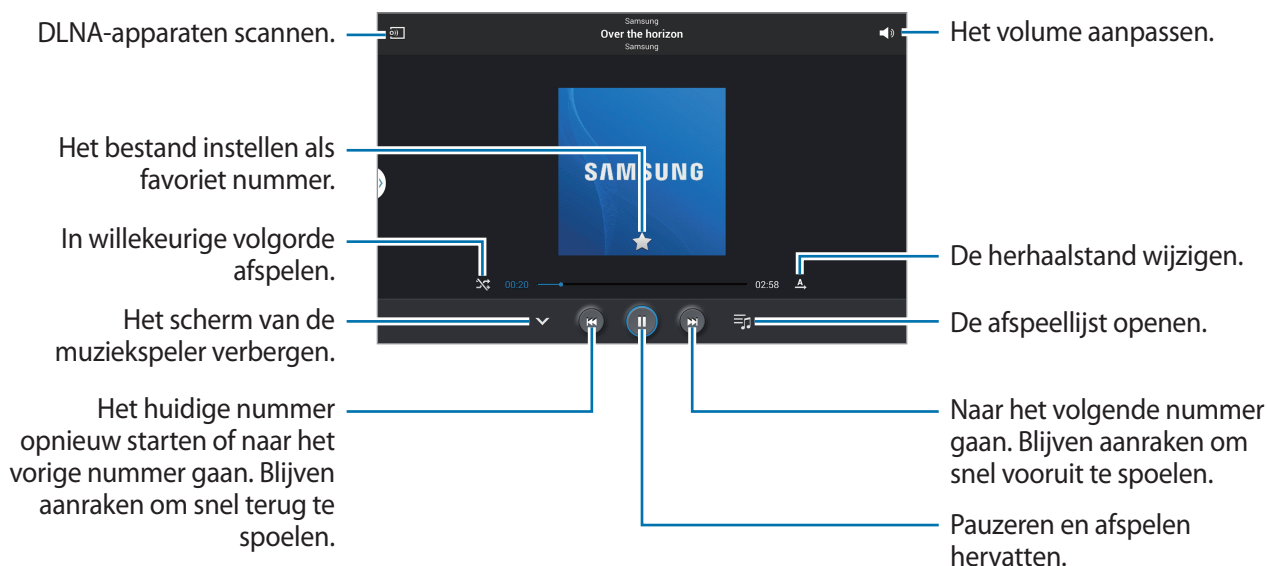 DLNA-apparaten scannen.
Samsung
Over the horizon
Samsung
Het volume aanpassen.
Het bestand instellen als
favoriet nummer.
SAMSUNG
In willekeurige volgorde
afspelen.
00:20
02:58
A
De herhaalstand wijzigen.
Het scherm van de
muziekspeler verbergen.
De afspeellijst openen.
Het huidige nummer
opnieuw starten of naar het
vorige nummer gaan. Blijven
aanraken om snel terug te
spoelen.
Naar het volgende nummer
gaan. Blijven aanraken om
snel vooruit te spoelen.
Pauzeren en afspelen
hervatten.